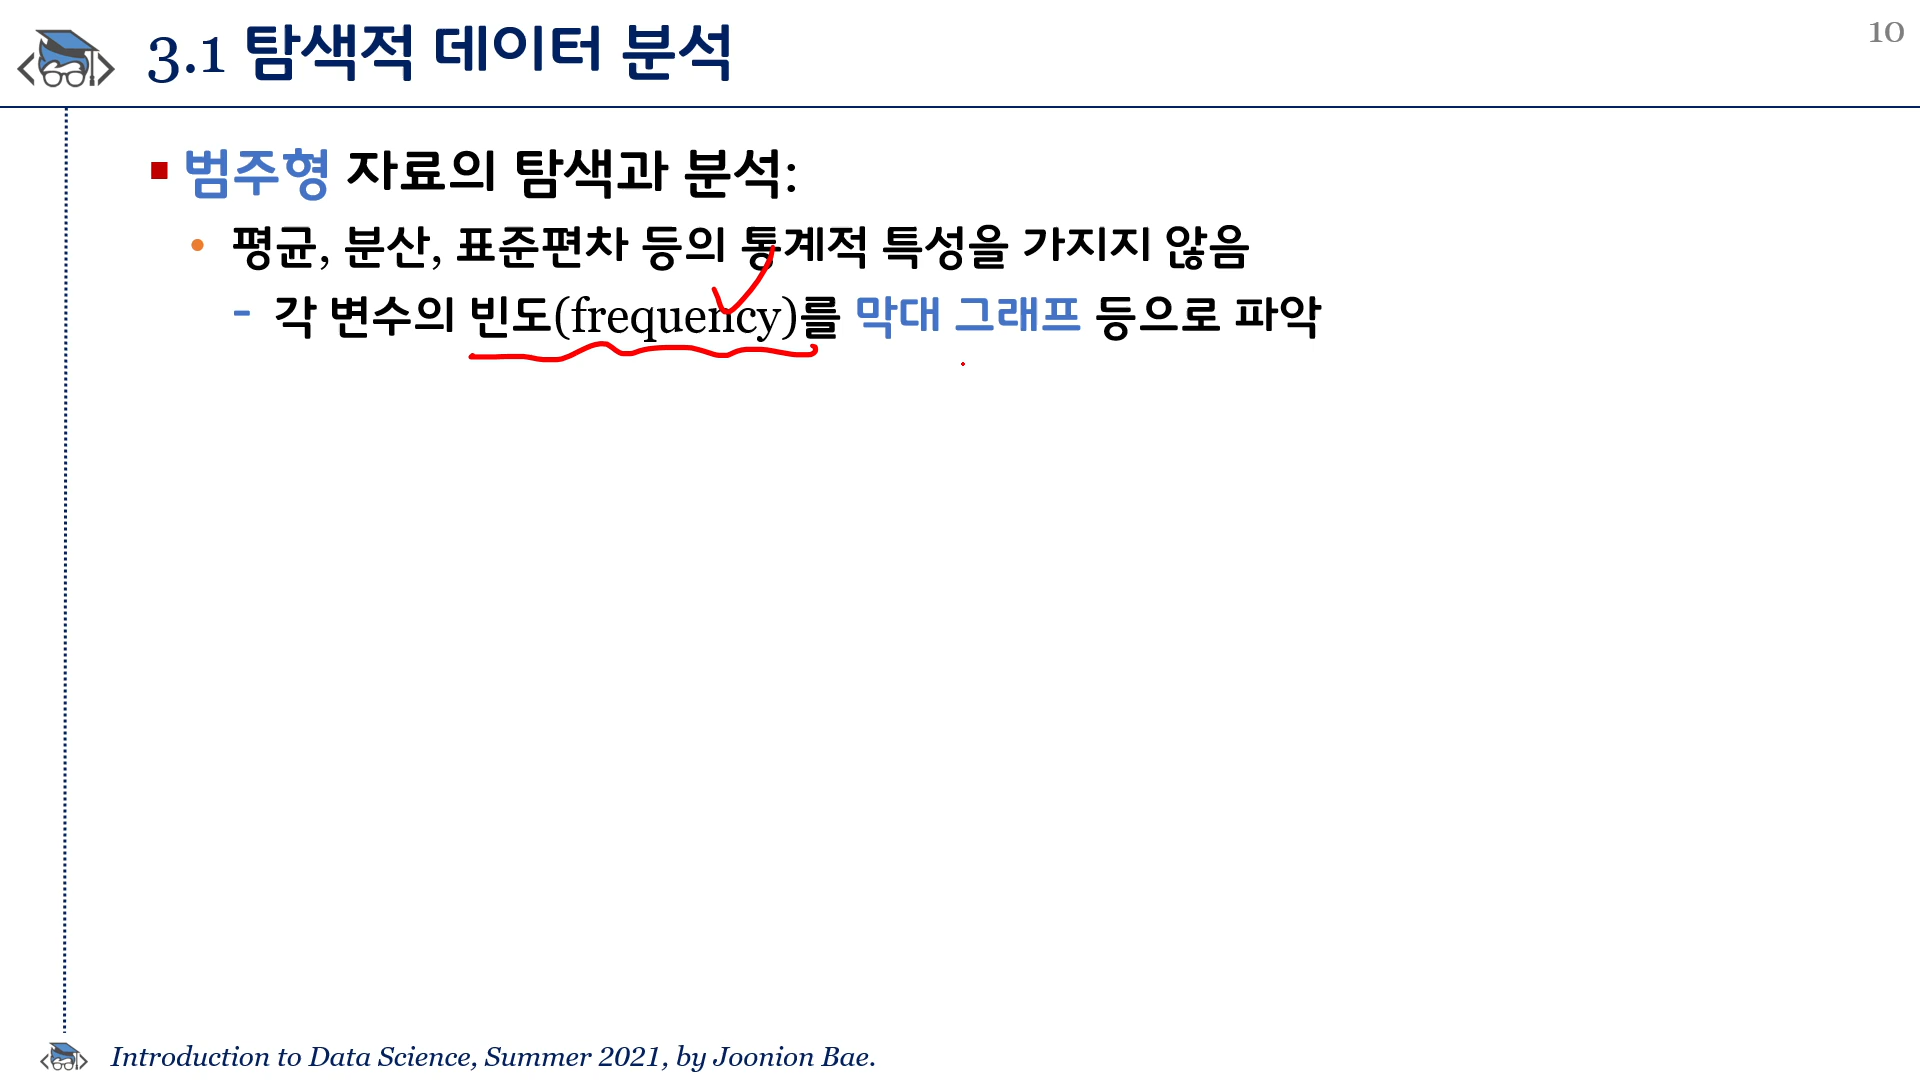 3.1 탐색적 데이터 분석
10
범주형 자료의 탐색과 분석:
평균, 분산, 표준편차 등의 통계적 특성을 가지지 않음
- 각 변수의 빈도(frequency)를 막대 그래프 등으로 파악
Introduction to Data Science, Summer 2021, by Joonion Bae.